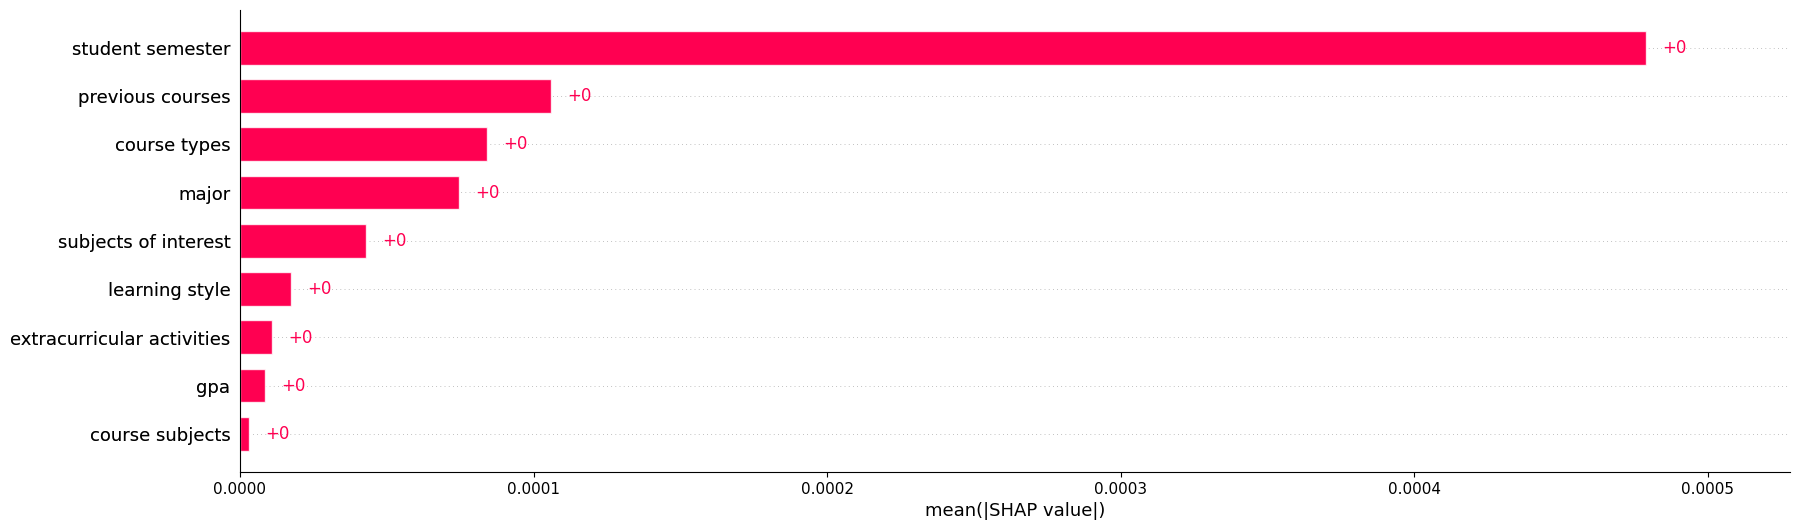 student semester +0
previous courses +0
course types +0
major +0
subjects of interest +0
learning style +0
extracurricular activities +0
gpa +0
course subjects +0
0.0000 0.0001 0.0002 0.0003 0.0004 0.0005
mean(|SHAP value|)